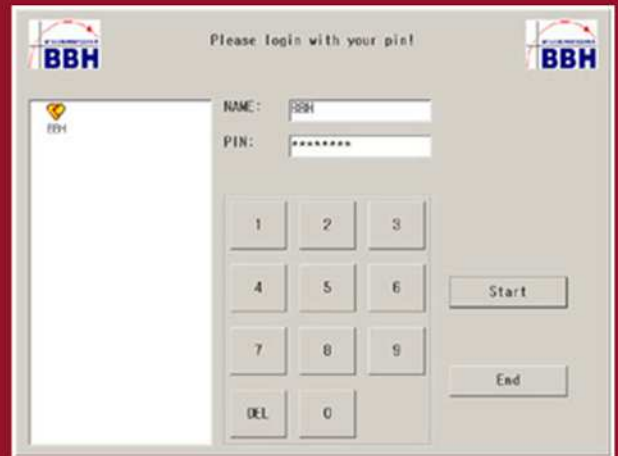 BBH
Please login with your pin!
BBH
BBH
NAME: BBH
PIN: ********
1 2 3
4 5 6
Start
7 8 9
End
DEL 0